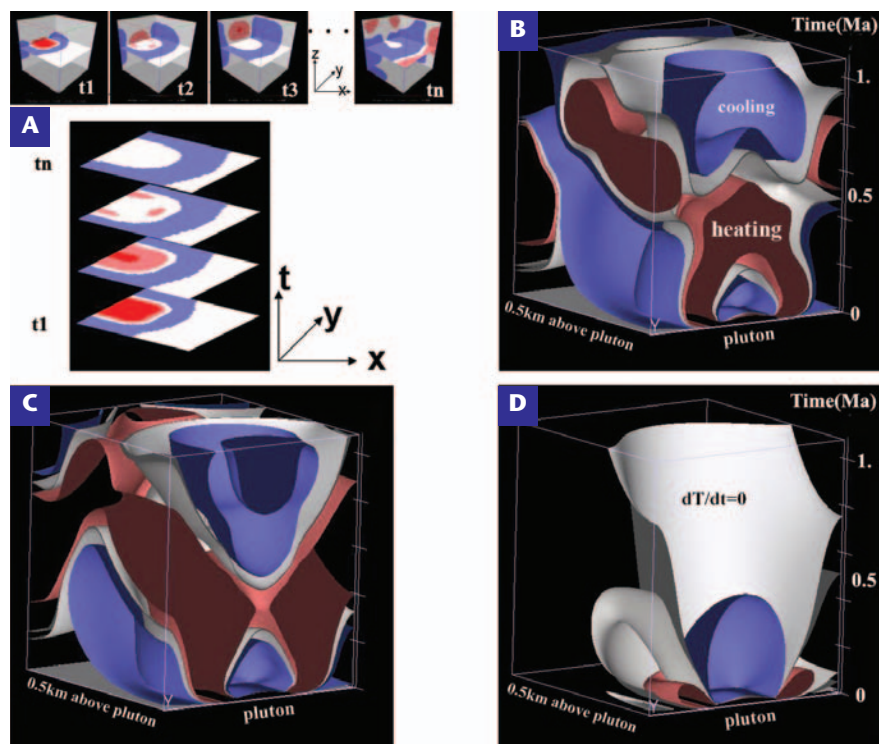 t1
t2
t3
. . . .
tn
z
y
x
A
tn
t1
t
y
x
B
Time(Ma)
1.
cooling
0.5
heating
0
0.5km above pluton
Y
pluton
C
0.5km above pluton
Y
pluton
D
Time(Ma)
1.
dT/dt=0
0.5
0
0.5km above pluton
Y
pluton